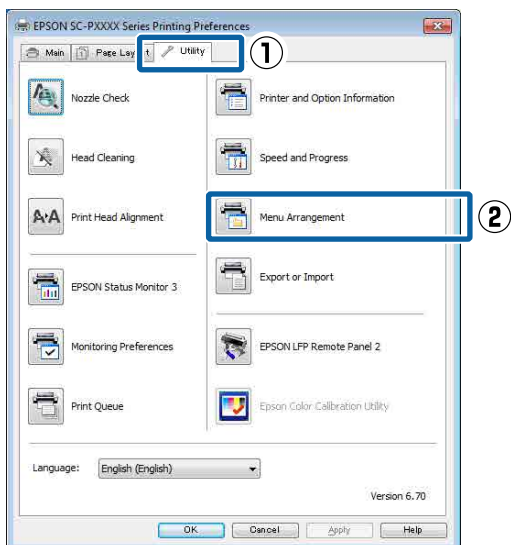 EPSON SC-PXXXX Series Printing Preferences
Main Page Lay t Utility ①
Nozzle Check Printer and Option Information
Head Cleaning Speed and Progress
A·A Print Head Alignment Menu Arrangement ②
EPSON Status Monitor 3 Export or Import
Monitoring Preferences EPSON LFP Remote Panel 2
Print Queue Epson Color Calibration Utility
Language: English (English)
Version 6.70
OK Cancel Apply Help